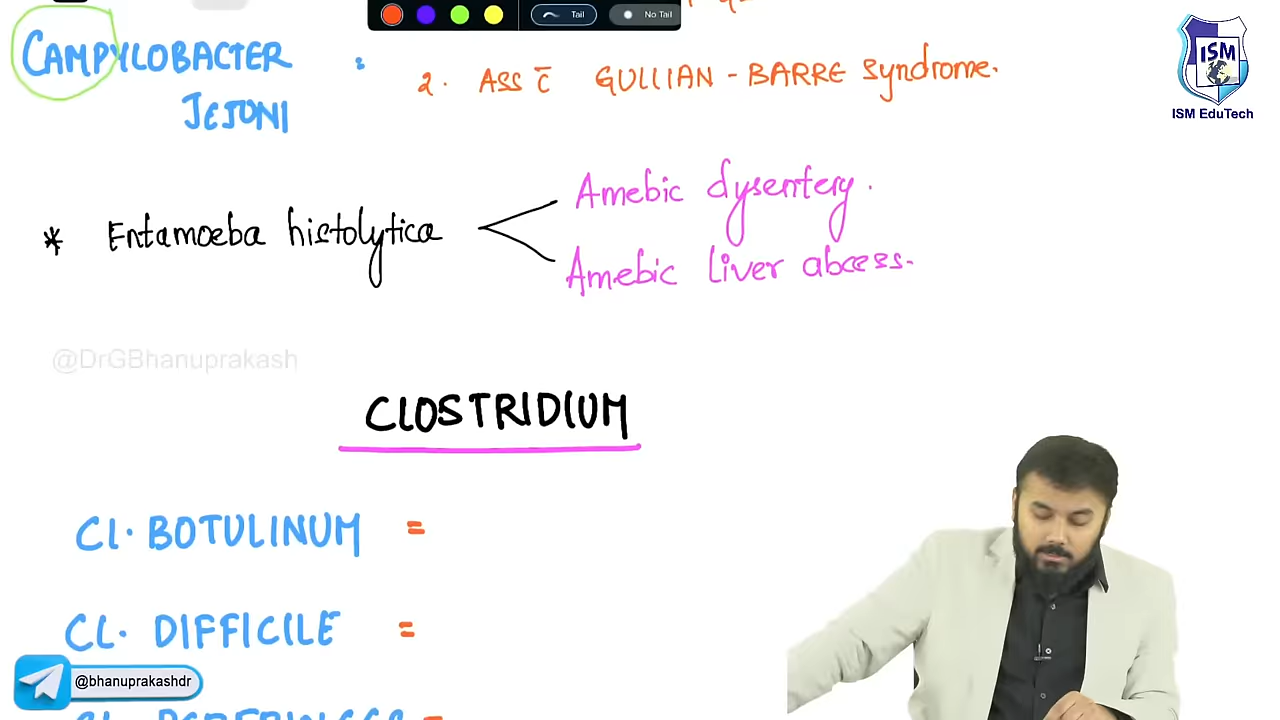 Tail
No Tail
ISM
ISM EduTech
CAMPYLOBACTER :
JEJONI
2. ASS C̄ GULLIAN - BARRE syndrome.
* Entamoeba histolytica
Amebic dysentery.
Amebic liver abcess.
@DrGBhanuprakash
CLOSTRIDIUM
Cl. BOTULINUM =
CL. DIFFICILE =
@bhanuprakashdr